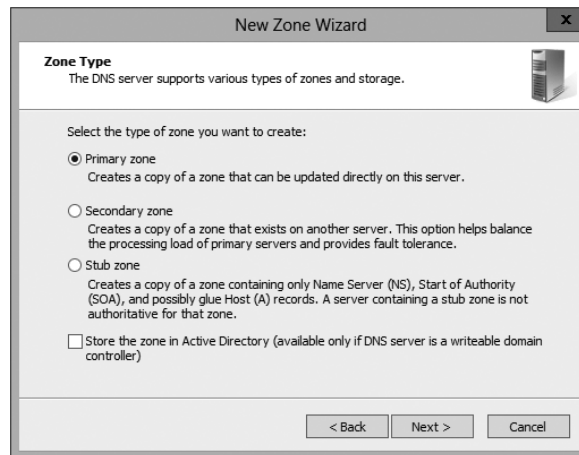 New Zone Wizard
x
Zone Type
The DNS server supports various types of zones and storage.
Select the type of zone you want to create:
Primary zone
Creates a copy of a zone that can be updated directly on this server.
Secondary zone
Creates a copy of a zone that exists on another server. This option helps balance
the processing load of primary servers and provides fault tolerance.
Stub zone
Creates a copy of a zone containing only Name Server (NS), Start of Authority
(SOA), and possibly glue Host (A) records. A server containing a stub zone is not
authoritative for that zone.
Store the zone in Active Directory (available only if DNS server is a writeable domain
controller)
< Back Next > Cancel